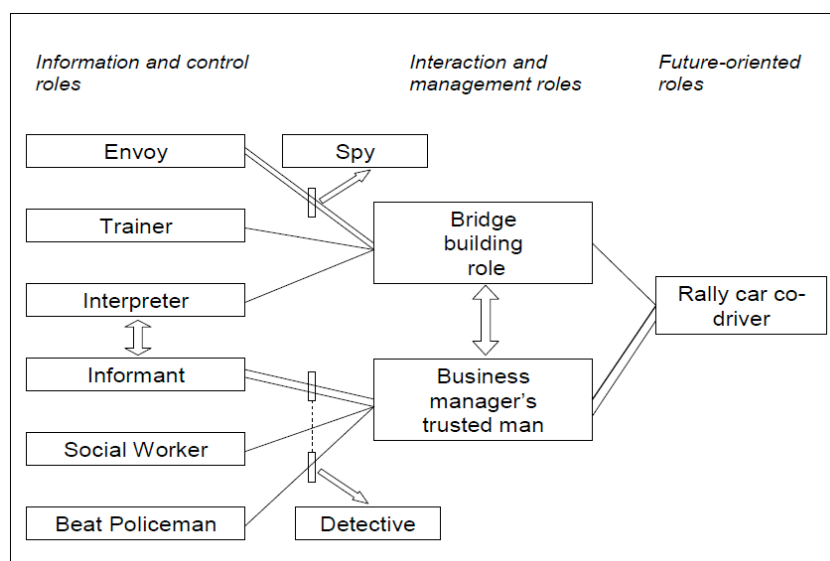 Information and control
roles
Interaction and
management roles
Future-oriented
roles
Envoy
Spy
Trainer
Bridge
building
role
Interpreter
Rally car co-
driver
Informant
Business
manager's
trusted man
Social Worker
Beat Policeman
Detective